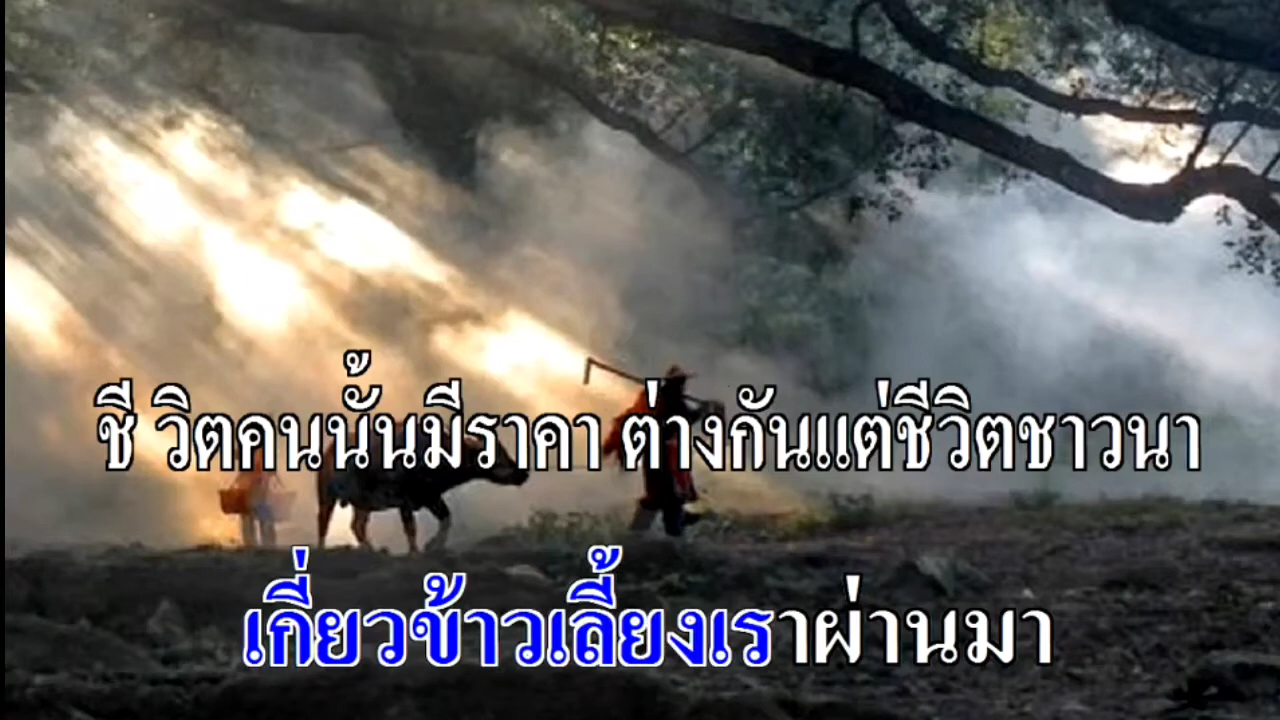 ชี วิตคนนั้นมีราคา ต่างกันแต่ชีวิตชาวนา
เกี่ยวข้าวเลี้ยงเราผ่านมา